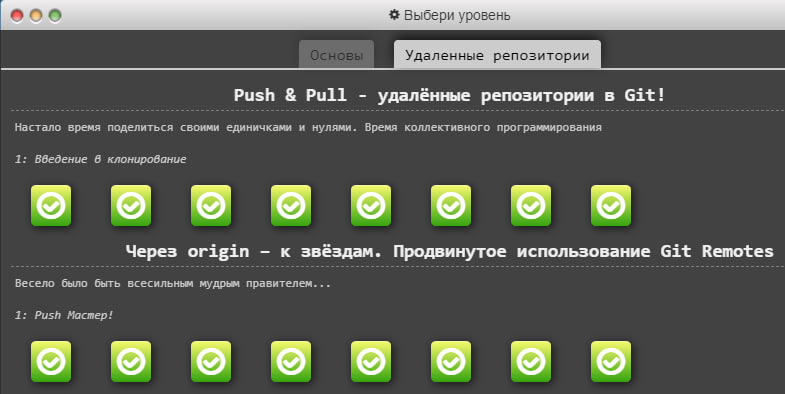 Выбери уровень
Основы
Удаленные репозитории
Push & Pull - удалённые репозитории в Git!
Настало время поделиться своими единичками и нулями. Время коллективного программирования
1: Введение в клонирование
Через origin – к звёздам. Продвинутое использование Git Remotes
Весело было быть всесильным мудрым правителем...
1: Push Мастер!